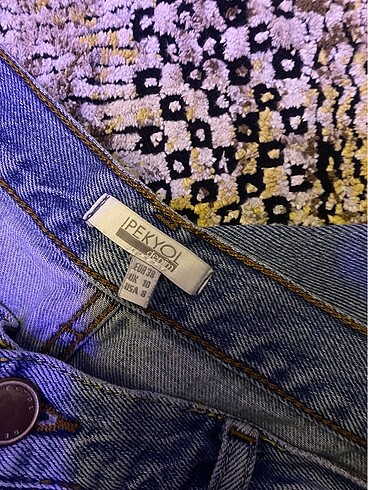 IPEKYOL
denim
EUR 38
UK 10
USA 8